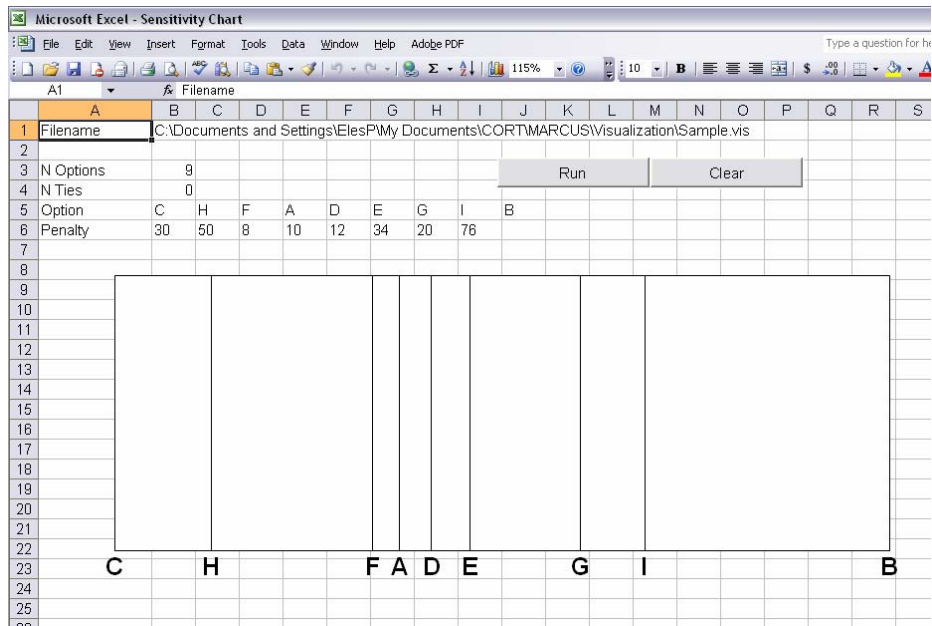 Microsoft Excel - Sensitivity Chart
File Edit View Insert Format Tools Data Window Help Adobe PDF Type a question for he
115% 10 B $ A
A1 fx Filename
A B C D E F G H I J K L M N O P Q R S
1 Filename C:\Documents and Settings\ElesP\My Documents\CORT\MARCUS\Visualization\Sample.vis
2
3 N Options 9 Run Clear
4 N Ties 0
5 Option C H F A D E G I B
6 Penalty 30 50 8 10 12 34 20 76
7
8
9
10
11
12
13
14
15
16
17
18
19
20
21
22
23 C H F A D E G I B
24
25